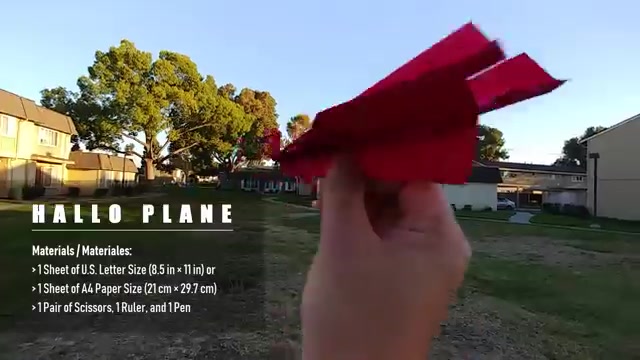 HALLO PLANE
Materials / Materiales:
> 1 Sheet of U.S. Letter Size (8.5 in × 11 in) or
> 1 Sheet of A4 Paper Size (21 cm × 29.7 cm)
> 1 Pair of Scissors, 1 Ruler, and 1 Pen